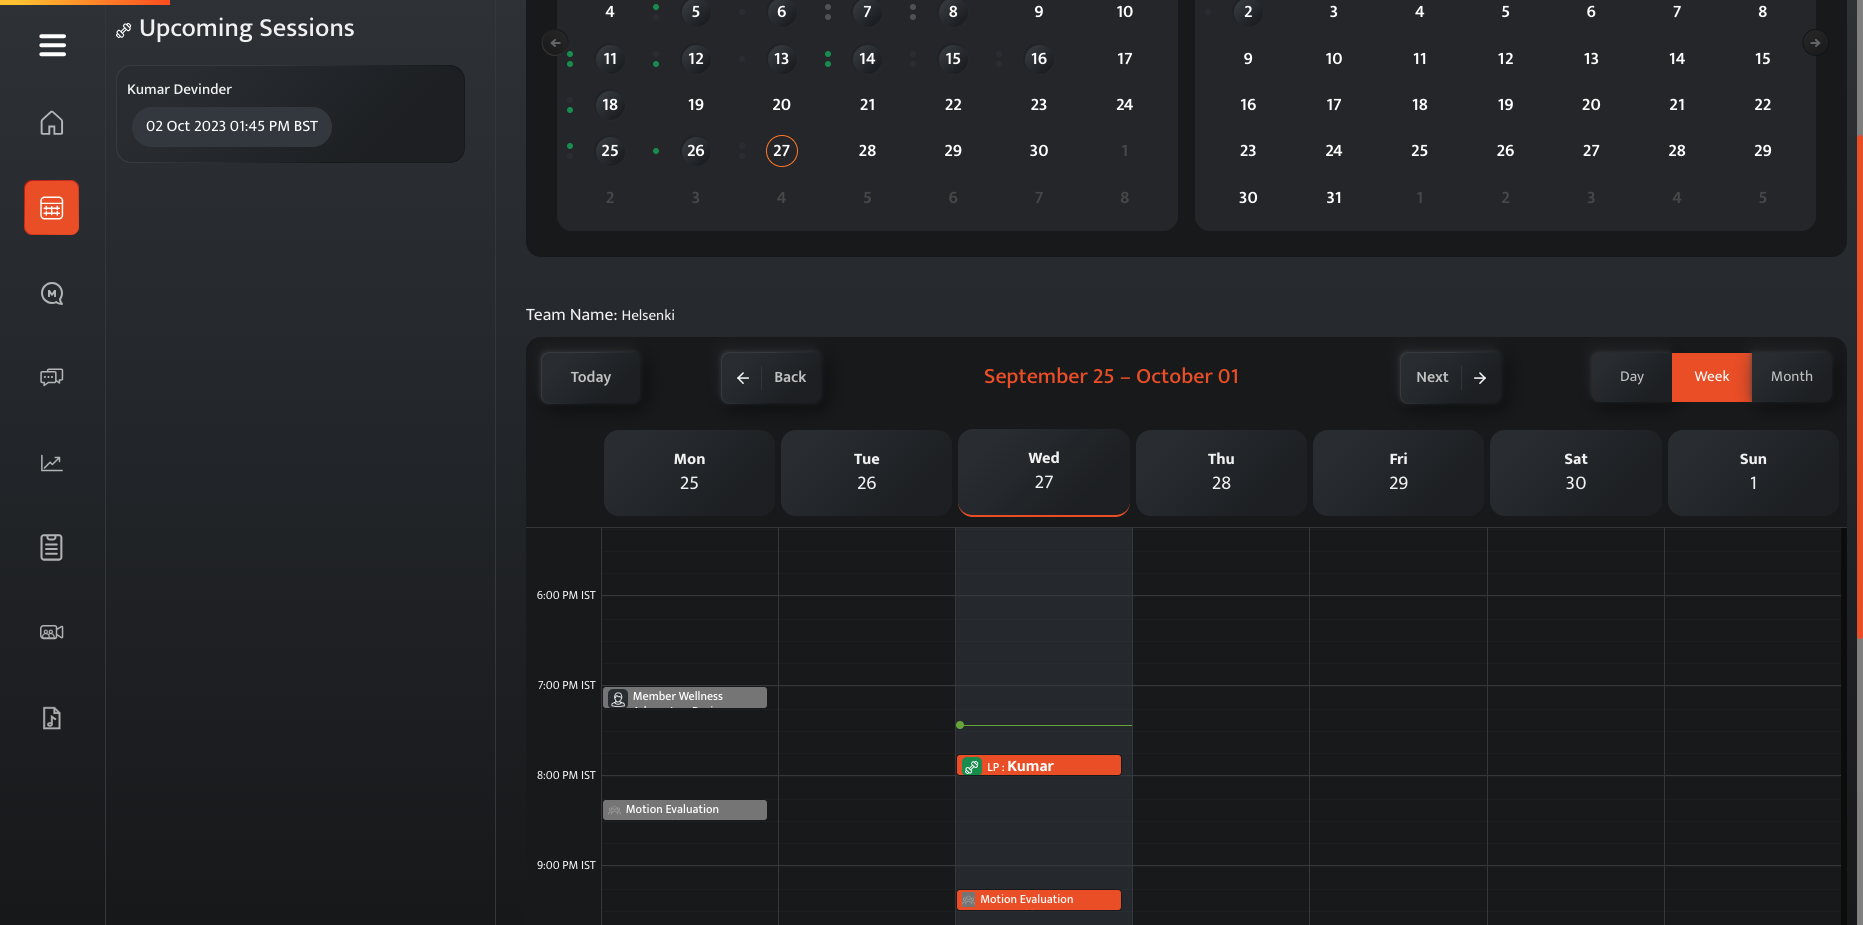 Upcoming Sessions
Kumar Devinder
02 Oct 2023 01:45 PM BST
4 5 6 7 8 9 10
11 12 13 14 15 16 17
18 19 20 21 22 23 24
25 26 27 28 29 30 1
2 3 4 5 6 7 8
2 3 4 5 6 7 8
9 10 11 12 13 14 15
16 17 18 19 20 21 22
23 24 25 26 27 28 29
30 31 1 2 3 4 5
Team Name: Helsenki
Today
Back
September 25 – October 01
Next
Day Week Month
Mon Tue Wed Thu Fri Sat Sun
25 26 27 28 29 30 1
6:00 PM IST
7:00 PM IST
Member Wellness
LP : Kumar
8:00 PM IST
Motion Evaluation
9:00 PM IST
Motion Evaluation